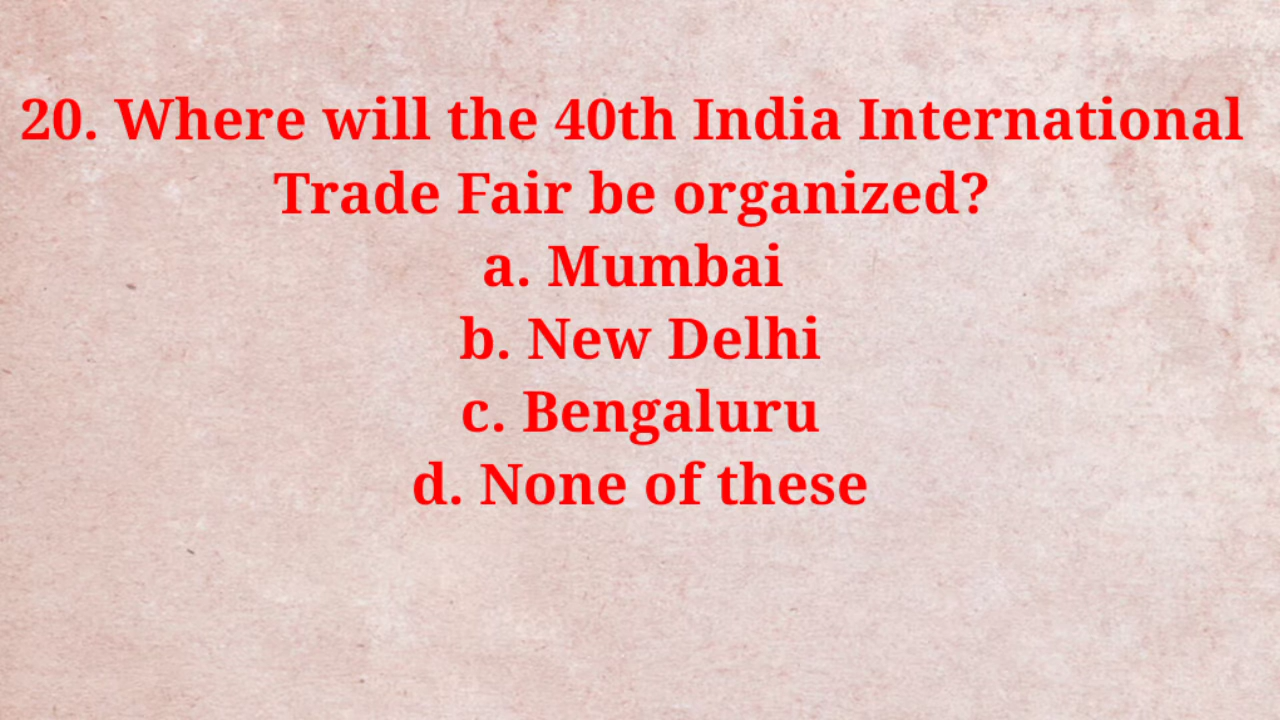 20. Where will the 40th India International
Trade Fair be organized?
a. Mumbai
b. New Delhi
c. Bengaluru
d. None of these